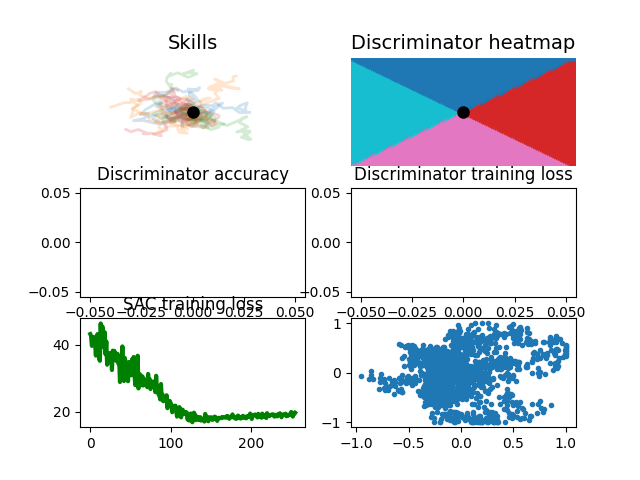 Skills
Discriminator heatmap
Discriminator accuracy
Discriminator training loss
0.05
0.00
−0.05
0.05
0.00
−0.05
−0.050 −0.025 0.000 0.025 0.050
−0.050 −0.025 0.000 0.025 0.050
SAC training loss
40
20
0 100 200
1
0
−1
−1.0 −0.5 0.0 0.5 1.0